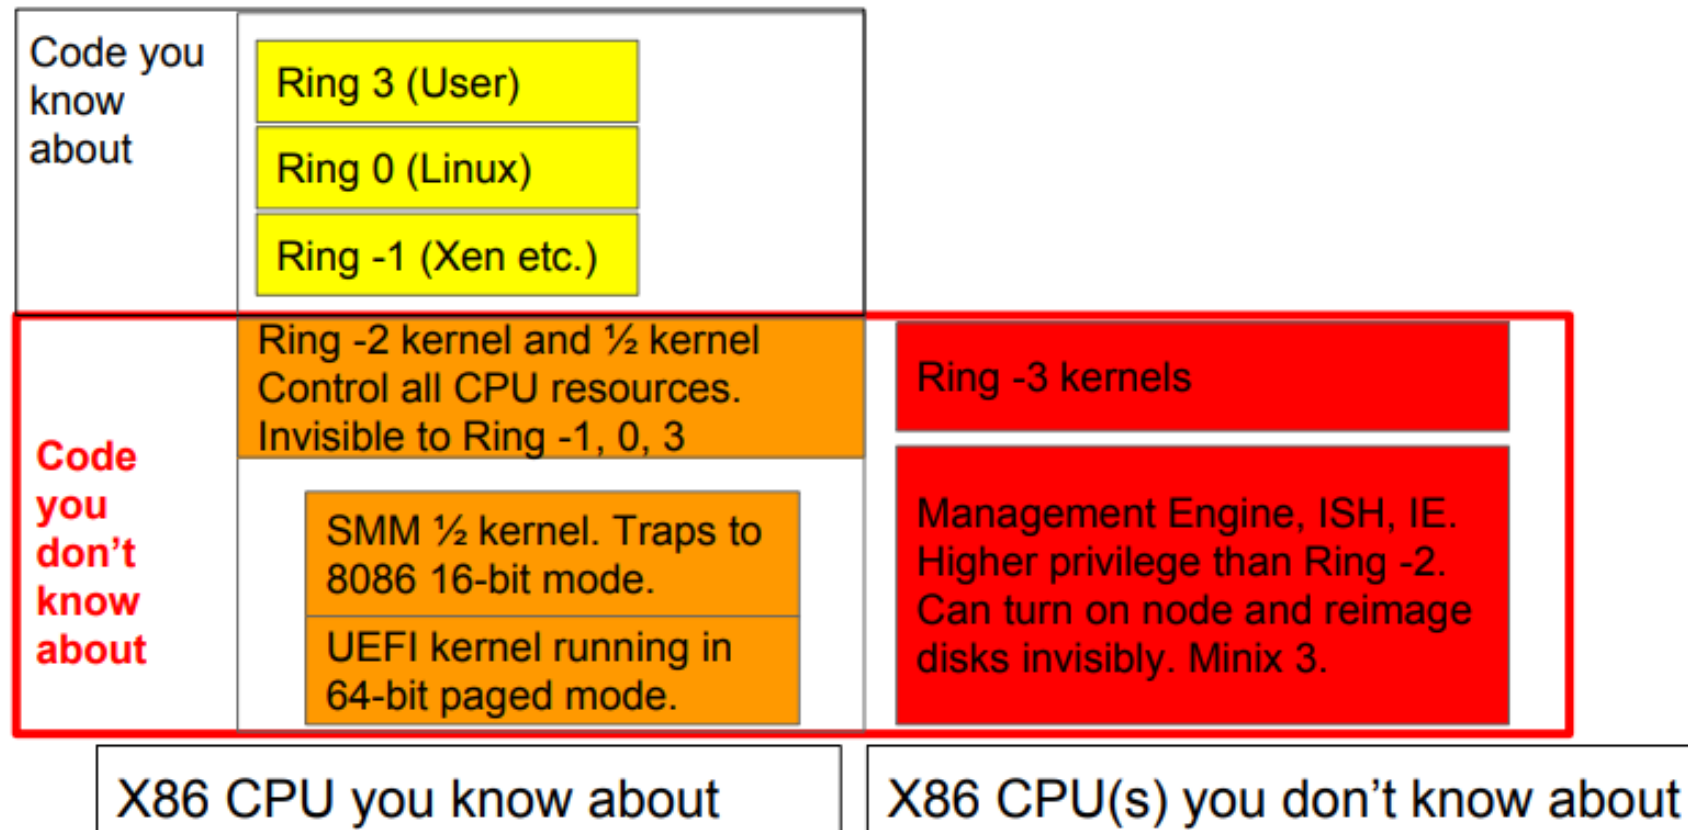 Code you
know
about
Ring 3 (User)
Ring 0 (Linux)
Ring -1 (Xen etc.)
Code
you
don't
know
about
Ring -2 kernel and ½ kernel
Control all CPU resources.
Invisible to Ring -1, 0, 3
SMM ½ kernel. Traps to
8086 16-bit mode.
UEFI kernel running in
64-bit paged mode.
Ring -3 kernels
Management Engine, ISH, IE.
Higher privilege than Ring -2.
Can turn on node and reimage
disks invisibly. Minix 3.
X86 CPU you know about
X86 CPU(s) you don't know about